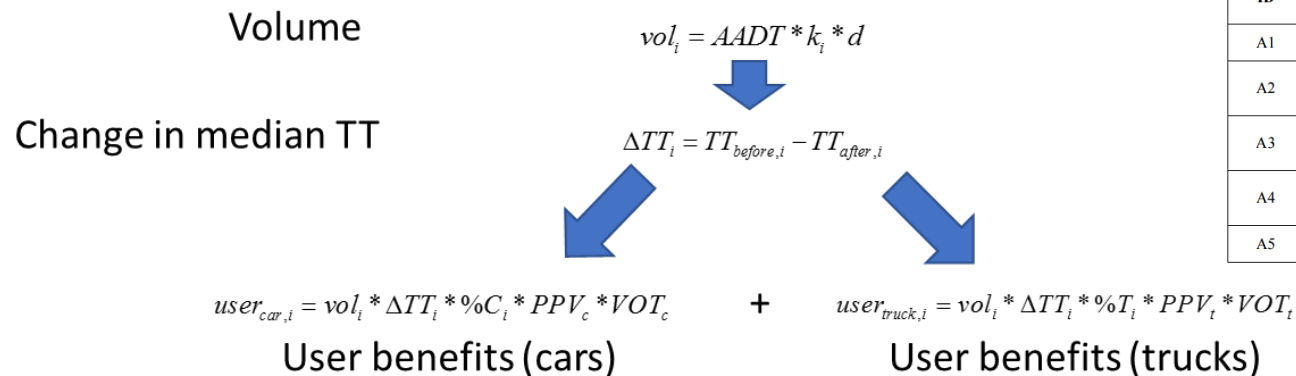 Volume
vol_i = AADT * k_i * d
Change in median TT
ΔTT_i = TT_before,i − TT_after,i
user_car,i = vol_i * ΔTT_i * %C_i * PPV_c * VOT_c + user_truck,i = vol_i * ΔTT_i * %T_i * PPV_t * VOT_t
User benefits (cars) User benefits (trucks)
A1
A2
A3
A4
A5